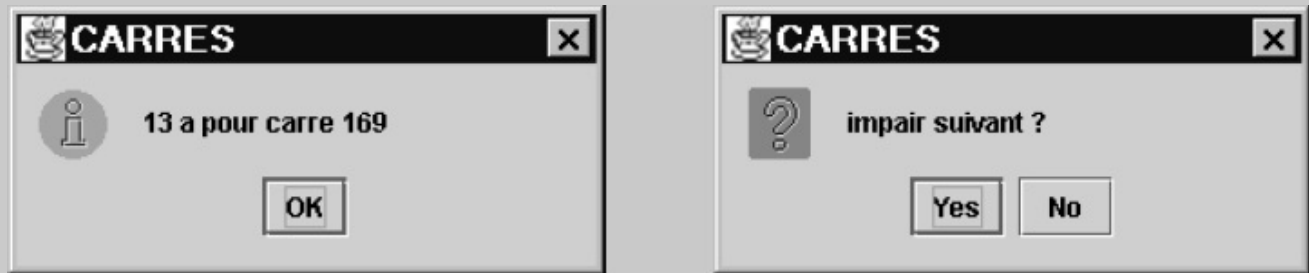 CARRES
13 a pour carre 169
OK
CARRES
impair suivant ?
Yes No